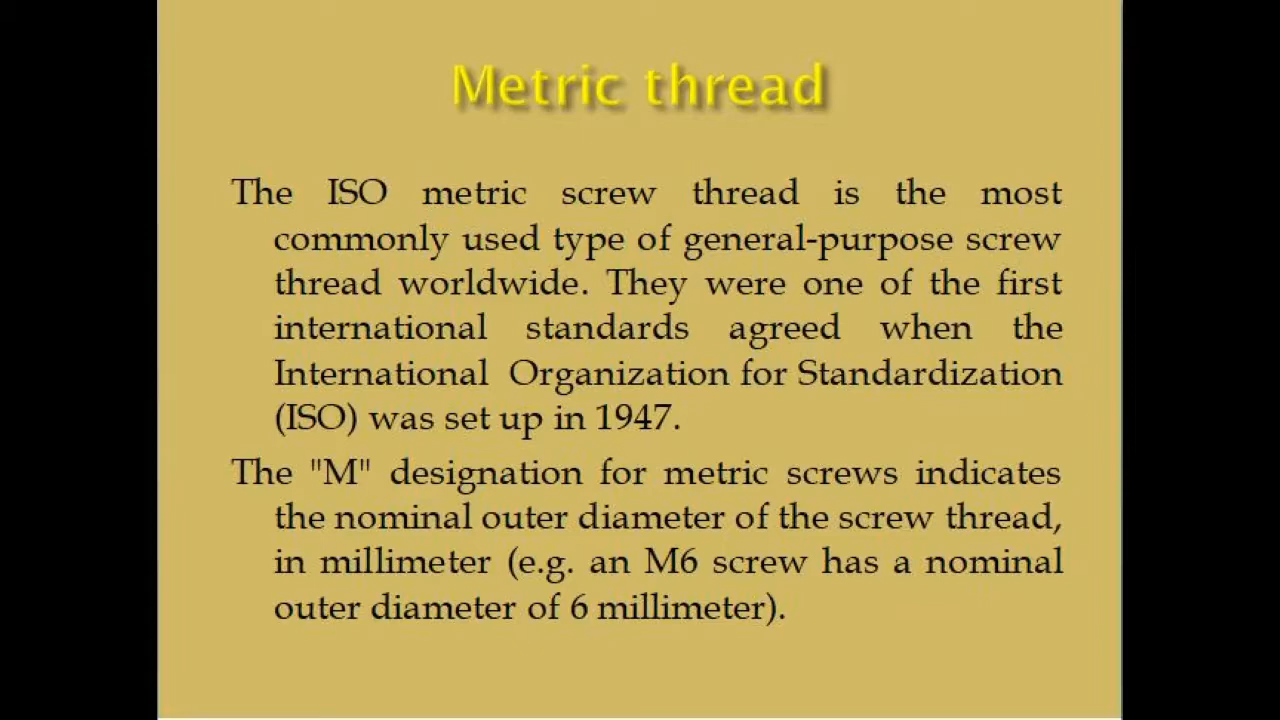 Metric thread
The ISO metric screw thread is the most
commonly used type of general-purpose screw
thread worldwide. They were one of the first
international standards agreed when the
International Organization for Standardization
(ISO) was set up in 1947.
The "M" designation for metric screws indicates
the nominal outer diameter of the screw thread,
in millimeter (e.g. an M6 screw has a nominal
outer diameter of 6 millimeter).